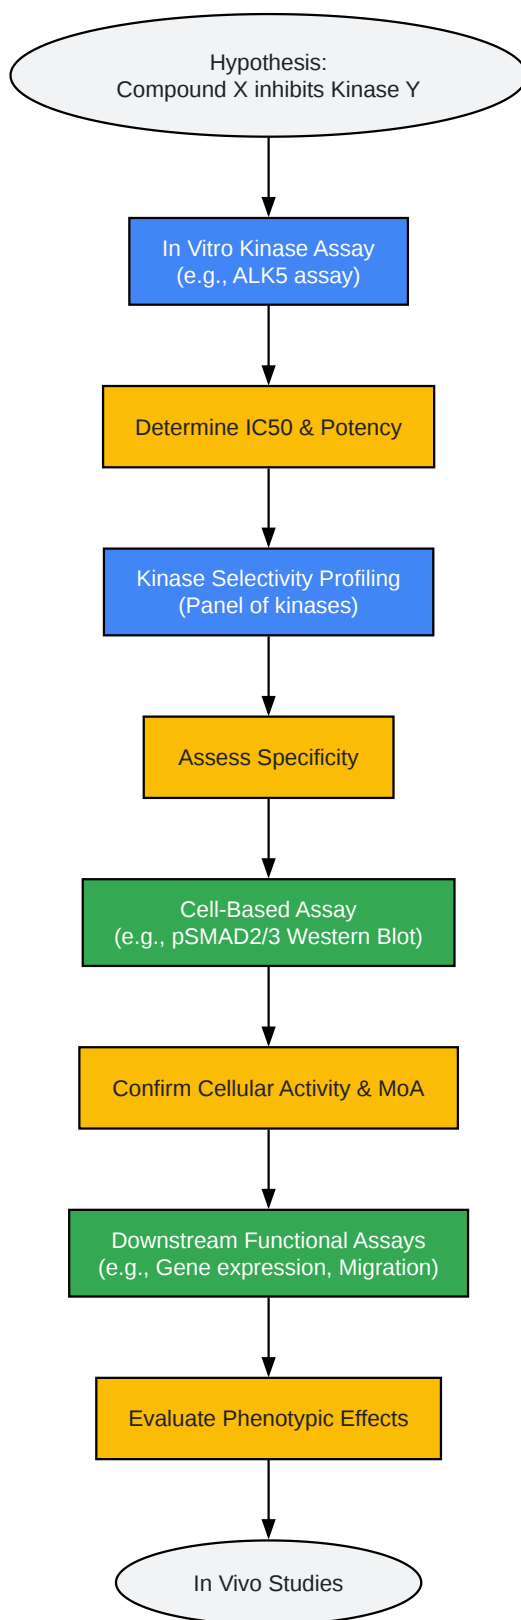 Hypothesis:
Compound X inhibits Kinase Y
In Vitro Kinase Assay
(e.g., ALK5 assay)
Determine IC50 & Potency
Kinase Selectivity Profiling
(Panel of kinases)
Assess Specificity
Cell-Based Assay
(e.g., pSMAD2/3 Western Blot)
Confirm Cellular Activity & MoA
Downstream Functional Assays
(e.g., Gene expression, Migration)
Evaluate Phenotypic Effects
In Vivo Studies